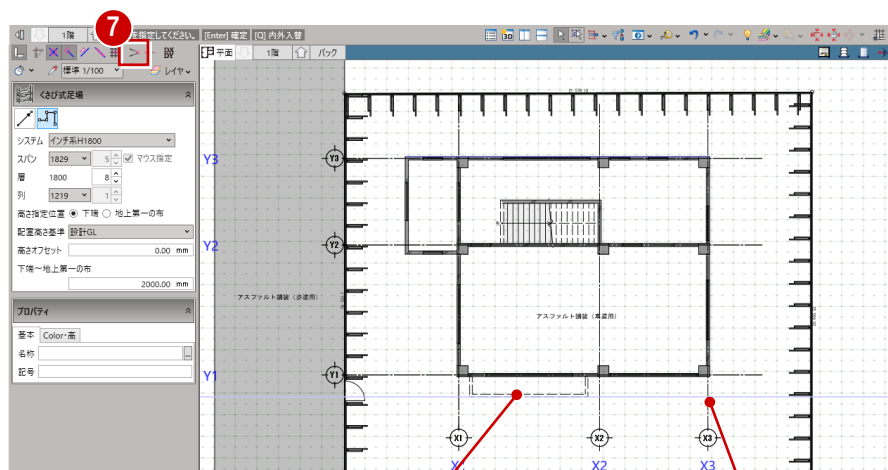 7
1階 を指定してください。 [Enter] 確定 [Q] 内外入替
3D
平面 1階 バック
標準 1/100 レイヤ
くさび式足場
システム インチ系H1800
スパン 1829 5 マウス指定
層 1800 8
列 1219 1
高さ指定位置 下端 地上第一の布
配置高さ基準 設計GL
高さオフセット 0.00 mm
下端～地上第一の布
2000.00 mm
プロパティ
基本 Color・高
名称 ...
記号
Y3 Y3
Y2 Y2
アスファルト舗装（歩道用）
アスファルト舗装（車道用）
Y1 Y1
X1 X2 X3
X2 X3